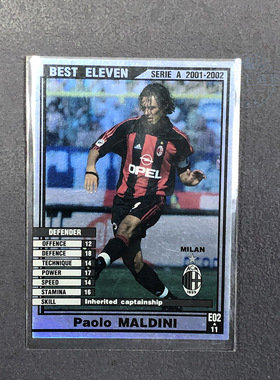 BEST ELEVEN
SERIE A 2001-2002
OPEL
DEFENDER
OFFENCE 12
DEFENCE 18
TECHNIQUE 14
POWER 17
SPEED 14
STAMINA 16
SKILL Inherited captainship
MILAN
Paolo MALDINI
E02
11